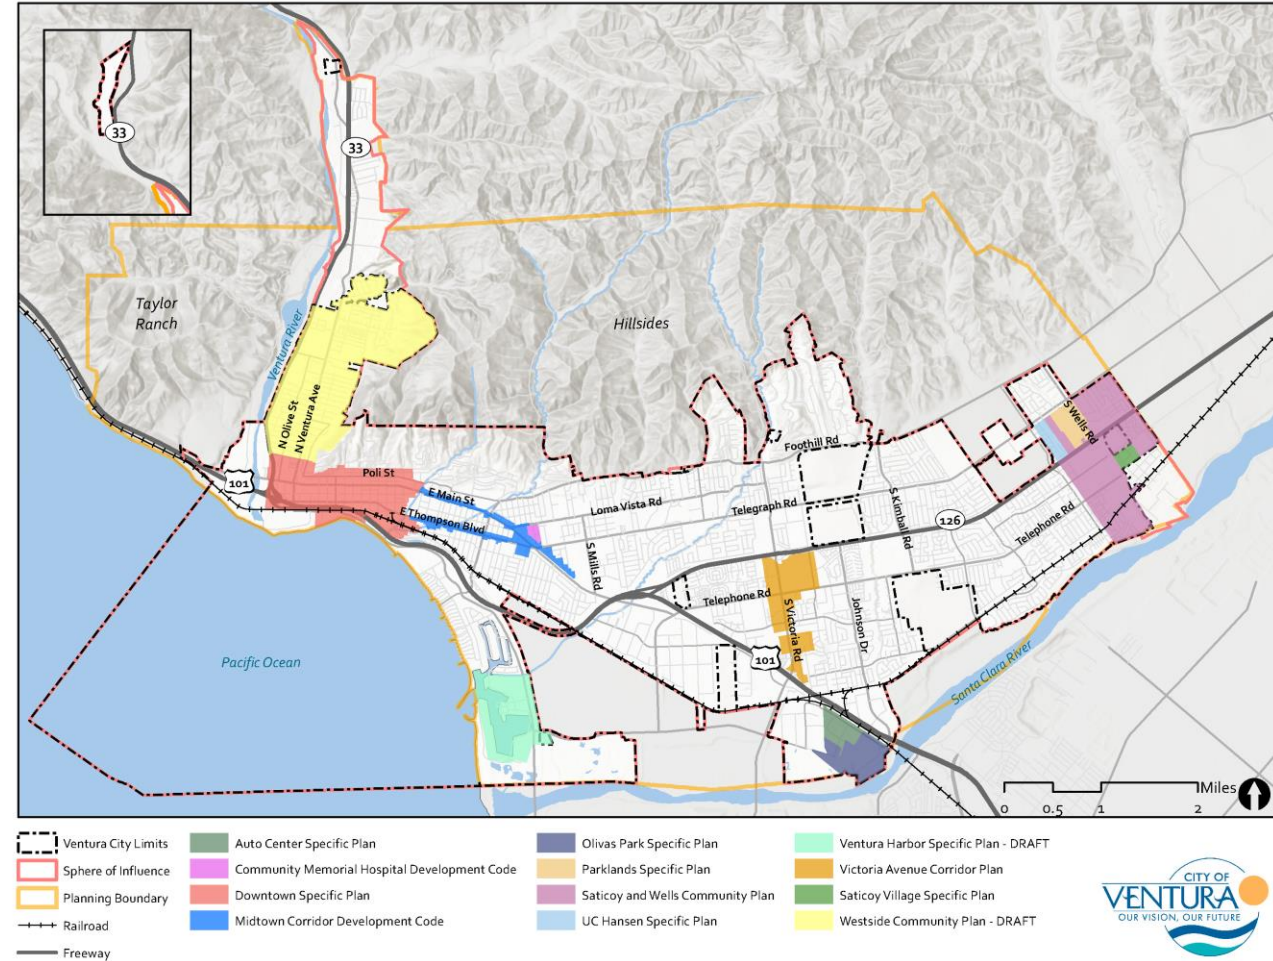 33
33
Taylor
Ranch
Ventura River
Hillsides
N Olive St
N Ventura Ave
Foothill Rd
S Wells Rd
101
Poli St
E Main St
E Thompson Blvd
Loma Vista Rd
Telegraph Rd
S Kimball Rd
126
Telephone Rd
S Mills Rd
Telephone Rd
S Victoria Rd
Johnson Dr
101
Pacific Ocean
Santa Clara River
Miles
0 0.5 1 2
Ventura City Limits
Sphere of Influence
Planning Boundary
Railroad
Freeway
Auto Center Specific Plan
Community Memorial Hospital Development Code
Downtown Specific Plan
Midtown Corridor Development Code
Olivas Park Specific Plan
Parklands Specific Plan
Saticoy and Wells Community Plan
UC Hansen Specific Plan
Ventura Harbor Specific Plan - DRAFT
Victoria Avenue Corridor Plan
Saticoy Village Specific Plan
Westside Community Plan - DRAFT
CITY OF
VENTURA
OUR VISION, OUR FUTURE